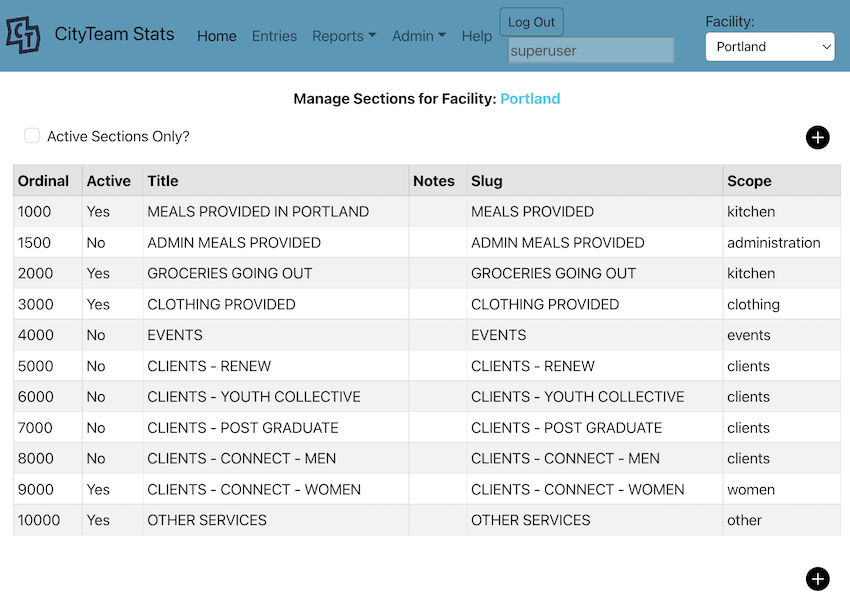 CT CityTeam Stats Home Entries Reports Admin Help Log Out Facility:
superuser Portland
Manage Sections for Facility: Portland
Active Sections Only?
Ordinal Active Title Notes Slug Scope
1000 Yes MEALS PROVIDED IN PORTLAND MEALS PROVIDED kitchen
1500 No ADMIN MEALS PROVIDED ADMIN MEALS PROVIDED administration
2000 Yes GROCERIES GOING OUT GROCERIES GOING OUT kitchen
3000 Yes CLOTHING PROVIDED CLOTHING PROVIDED clothing
4000 No EVENTS EVENTS events
5000 No CLIENTS - RENEW CLIENTS - RENEW clients
6000 No CLIENTS - YOUTH COLLECTIVE CLIENTS - YOUTH COLLECTIVE clients
7000 No CLIENTS - POST GRADUATE CLIENTS - POST GRADUATE clients
8000 No CLIENTS - CONNECT - MEN CLIENTS - CONNECT - MEN clients
9000 Yes CLIENTS - CONNECT - WOMEN CLIENTS - CONNECT - WOMEN women
10000 Yes OTHER SERVICES OTHER SERVICES other